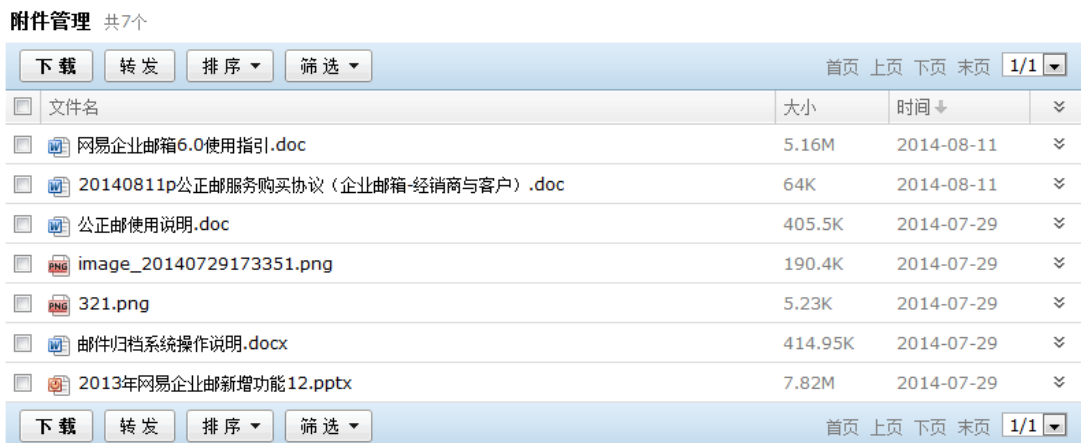 附件管理 共7个
下载 转发 排序 筛选 首页 上页 下页 末页 1/1
文件名 大小 时间
网易企业邮箱6.0使用指引.doc 5.16M 2014-08-11
20140811p公正邮服务购买协议（企业邮箱-经销商与客户）.doc 64K 2014-08-11
公正邮使用说明.doc 405.5K 2014-07-29
PNG image_20140729173351.png 190.4K 2014-07-29
PNG 321.png 5.23K 2014-07-29
邮件归档系统操作说明.docx 414.95K 2014-07-29
2013年网易企业邮新增功能12.pptx 7.82M 2014-07-29
下载 转发 排序 筛选 首页 上页 下页 末页 1/1